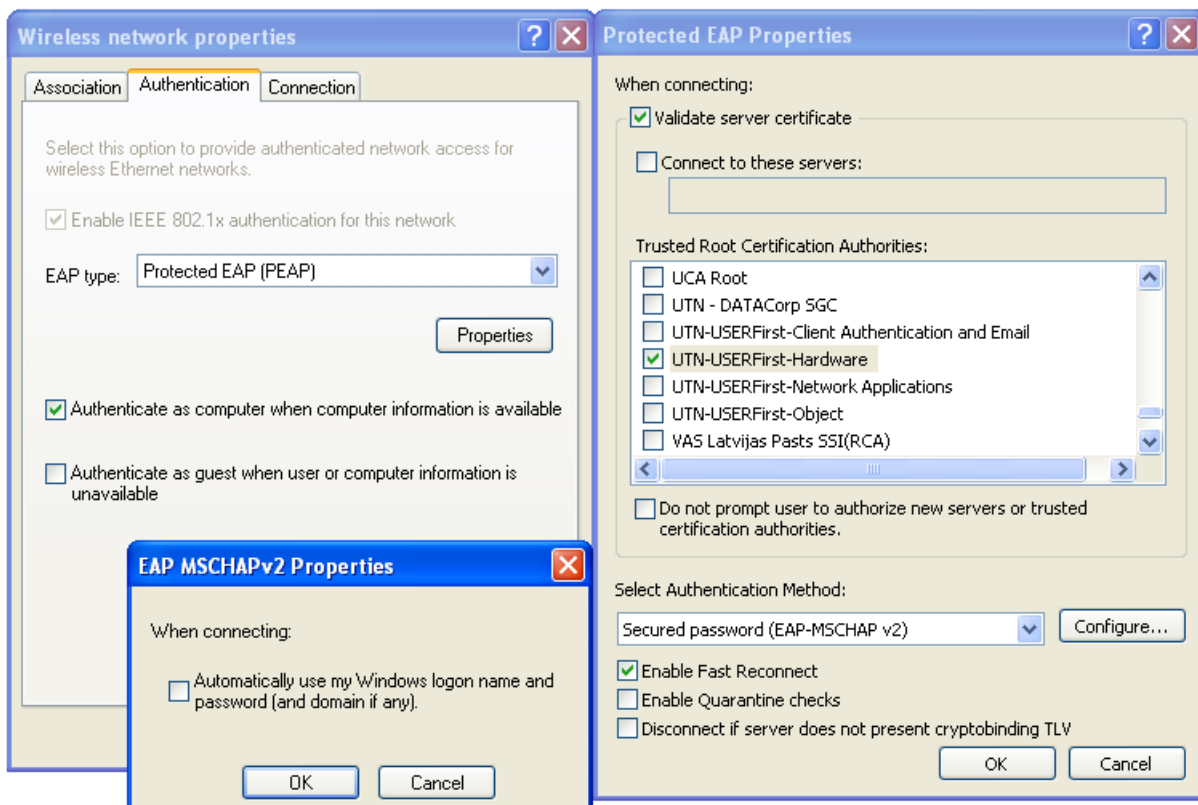 Wireless network properties
Association Authentication Connection
Select this option to provide authenticated network access for
wireless Ethernet networks.
Enable IEEE 802.1x authentication for this network
EAP type: Protected EAP (PEAP)
Properties
Authenticate as computer when computer information is available
Authenticate as guest when user or computer information is
unavailable
EAP MSCHAPv2 Properties
When connecting:
Automatically use my Windows logon name and
password (and domain if any).
OK Cancel
Protected EAP Properties
When connecting:
Validate server certificate
Connect to these servers:
Trusted Root Certification Authorities:
UCA Root
UTN - DATACorp SGC
UTN-USERFirst-Client Authentication and Email
UTN-USERFirst-Hardware
UTN-USERFirst-Network Applications
UTN-USERFirst-Object
VAS Latvijas Pasts SSI(RCA)
Do not prompt user to authorize new servers or trusted
certification authorities.
Select Authentication Method:
Secured password (EAP-MSCHAP v2) Configure...
Enable Fast Reconnect
Enable Quarantine checks
Disconnect if server does not present cryptobinding TLV
OK Cancel